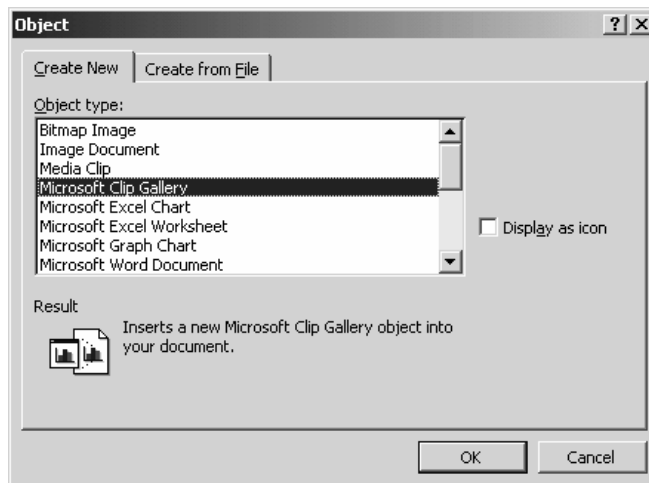 Object
Create New
Create from File
Object type:
Bitmap Image
Image Document
Media Clip
Microsoft Clip Gallery
Microsoft Excel Chart
Microsoft Excel Worksheet
Microsoft Graph Chart
Microsoft Word Document
Display as icon
Result
Inserts a new Microsoft Clip Gallery object into
your document.
OK
Cancel